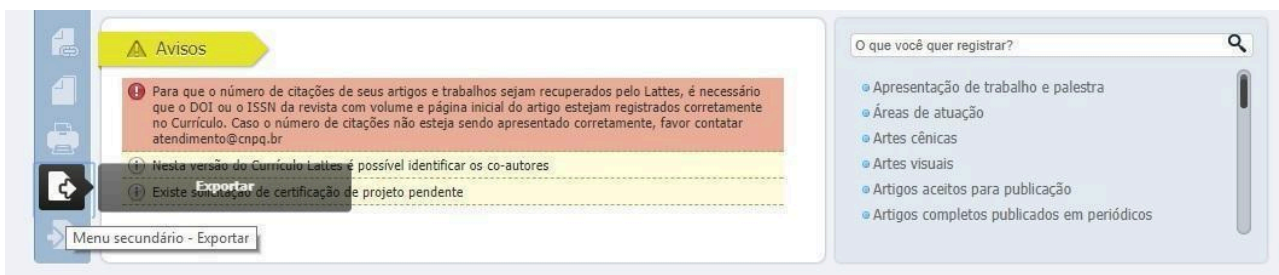 Avisos
Para que o número de citações de seus artigos e trabalhos sejam recuperados pelo Lattes, é necessário
que o DOI ou o ISSN da revista com volume e página inicial do artigo estejam registrados corretamente
no Currículo. Caso o número de citações não esteja sendo apresentado corretamente, favor contatar
atendimento@cnpq.br
Nesta versão do Currículo Lattes é possível identificar os co-autores
Existe solicitação de certificação de projeto pendente
Exportar
Menu secundário - Exportar
O que você quer registrar?
Apresentação de trabalho e palestra
Áreas de atuação
Artes cênicas
Artes visuais
Artigos aceitos para publicação
Artigos completos publicados em periódicos